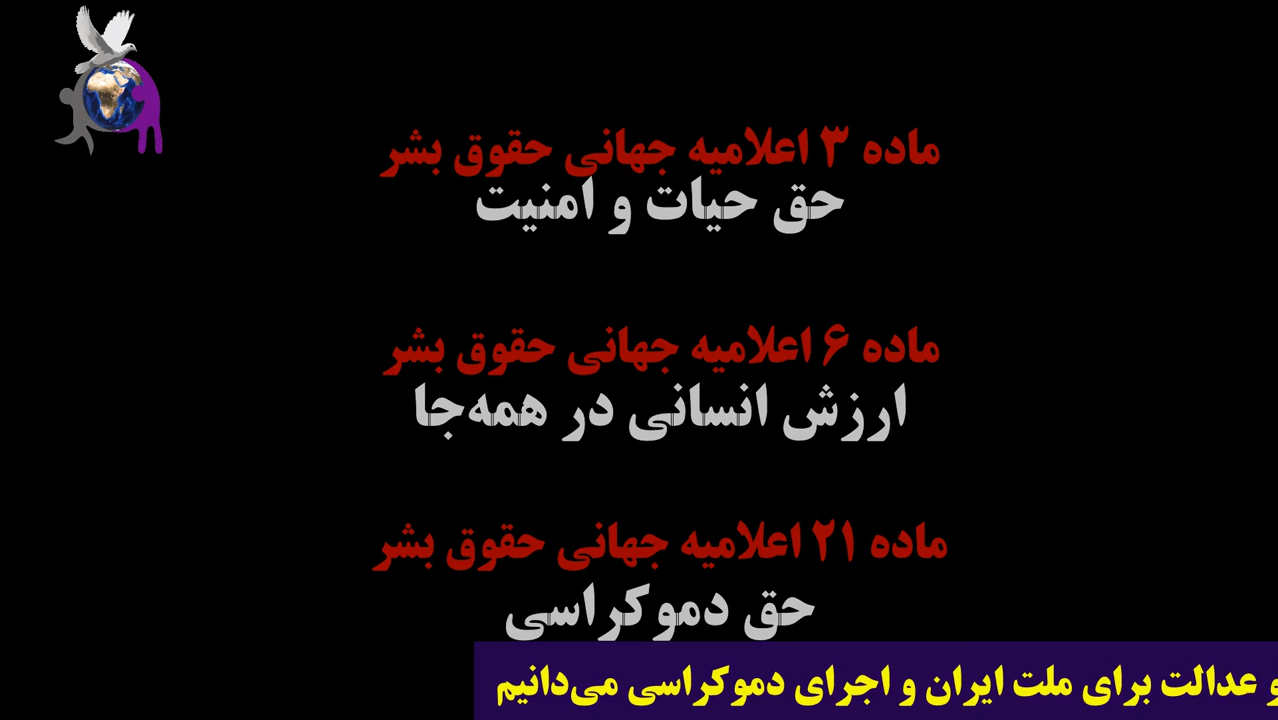 ماده ۳ اعلامیه جهانی حقوق بشر
حق حیات و امنیت
ماده ۶ اعلامیه جهانی حقوق بشر
ارزش انسانی در همه‌جا
ماده ۲۱ اعلامیه جهانی حقوق بشر
حق دموکراسی
و عدالت برای ملت ایران و اجرای دموکراسی می‌دانیم